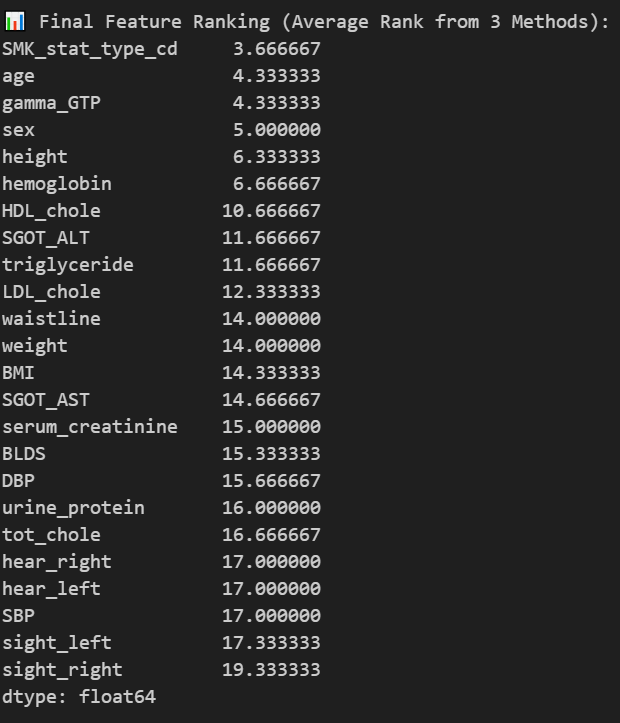 📊 Final Feature Ranking (Average Rank from 3 Methods):
SMK_stat_type_cd     3.666667
age                  4.333333
gamma_GTP            4.333333
sex                  5.000000
height               6.333333
hemoglobin           6.666667
HDL_chole           10.666667
SGOT_ALT            11.666667
triglyceride        11.666667
LDL_chole           12.333333
waistline           14.000000
weight              14.000000
BMI                 14.333333
SGOT_AST            14.666667
serum_creatinine    15.000000
BLDS                15.333333
DBP                 15.666667
urine_protein       16.000000
tot_chole           16.666667
hear_right          17.000000
hear_left           17.000000
SBP                 17.000000
sight_left          17.333333
sight_right         19.333333
dtype: float64